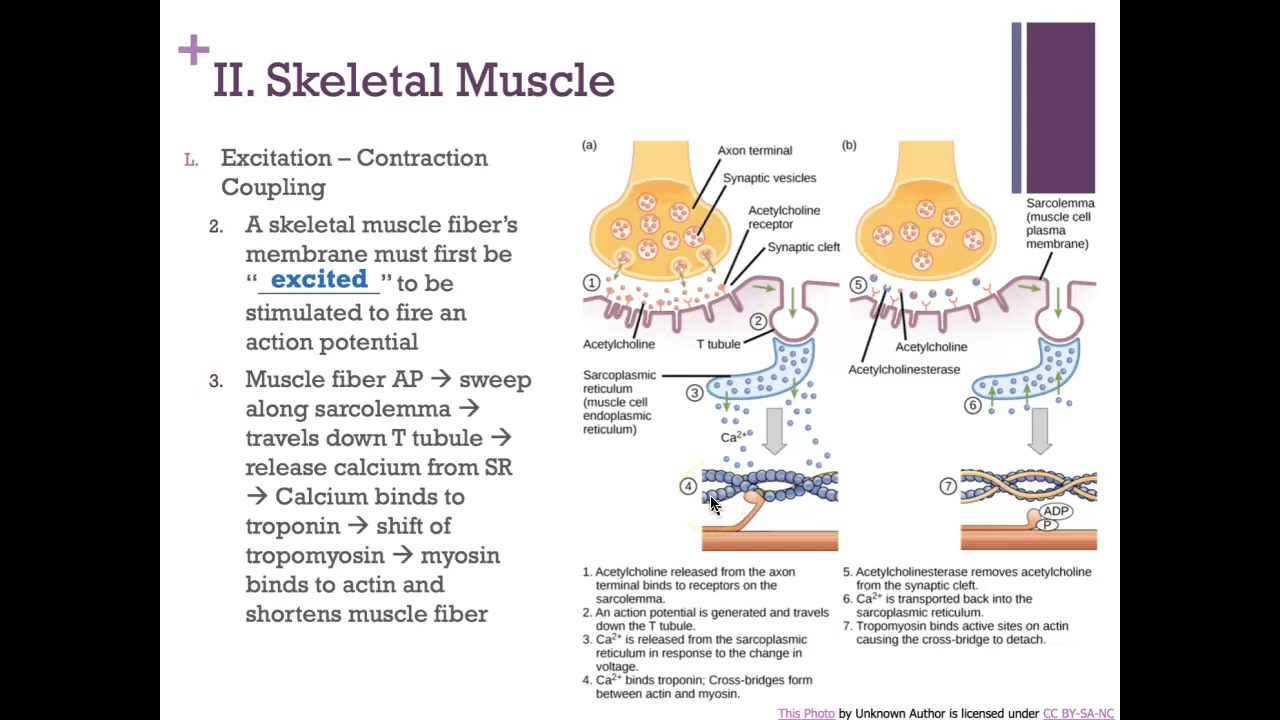 +
II. Skeletal Muscle
L. Excitation – Contraction
Coupling
2. A skeletal muscle fiber's
membrane must first be
"excited" to be
stimulated to fire an
action potential
3. Muscle fiber AP → sweep
along sarcolemma →
travels down T tubule →
release calcium from SR
→ Calcium binds to
troponin → shift of
tropomyosin → myosin
binds to actin and
shortens muscle fiber
(a)
Axon terminal
Synaptic vesicles
Acetylcholine
receptor
Synaptic cleft
1
2
Acetylcholine
T tubule
Sarcoplasmic
reticulum
(muscle cell
endoplasmic
reticulum)
3
Ca2+
4
(b)
Sarcolemma
(muscle cell
plasma
membrane)
5
Acetylcholine
Acetylcholinesterase
6
7
ADP
P
1. Acetylcholine released from the axon
terminal binds to receptors on the
sarcolemma.
2. An action potential is generated and travels
down the T tubule.
3. Ca2+ is released from the sarcoplasmic
reticulum in response to the change in
voltage.
4. Ca2+ binds troponin; Cross-bridges form
between actin and myosin.
5. Acetylcholinesterase removes acetylcholine
from the synaptic cleft.
6. Ca2+ is transported back into the
sarcoplasmic reticulum.
7. Tropomyosin binds active sites on actin
causing the cross-bridge to detach.
This Photo by Unknown Author is licensed under CC BY-SA-NC